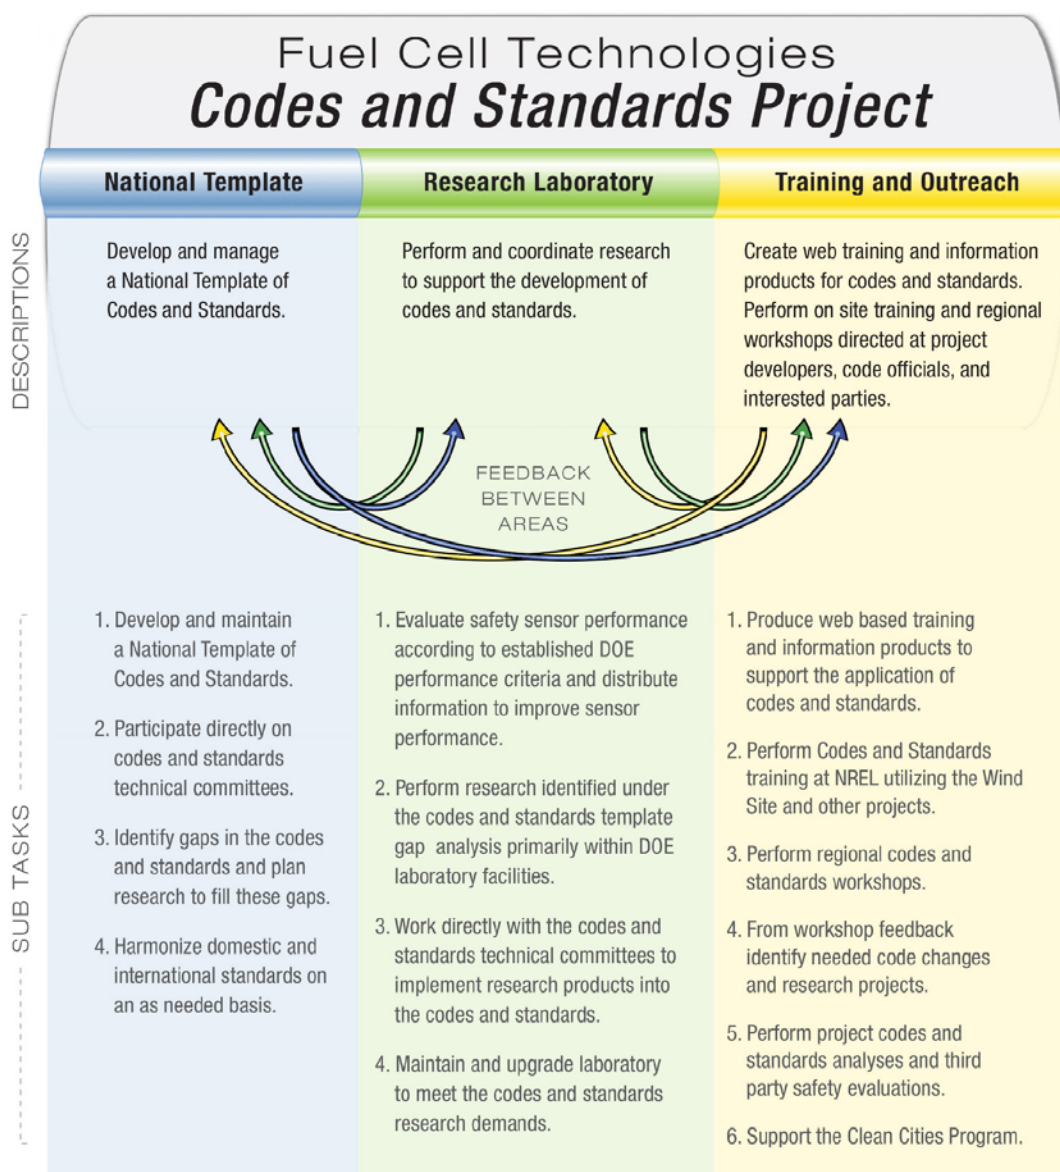 Fuel Cell Technologies
Codes and Standards Project
National Template
Research Laboratory
Training and Outreach
DESCRIPTIONS
Develop and manage
a National Template of
Codes and Standards.
Perform and coordinate research
to support the development of
codes and standards.
Create web training and information
products for codes and standards.
Perform on site training and regional
workshops directed at project
developers, code officials, and
interested parties.
FEEDBACK
BETWEEN
AREAS
SUB TASKS
1. Develop and maintain
a National Template of
Codes and Standards.
2. Participate directly on
codes and standards
technical committees.
3. Identify gaps in the codes
and standards and plan
research to fill these gaps.
4. Harmonize domestic and
international standards on
an as needed basis.
1. Evaluate safety sensor performance
according to established DOE
performance criteria and distribute
information to improve sensor
performance.
2. Perform research identified under
the codes and standards template
gap analysis primarily within DOE
laboratory facilities.
3. Work directly with the codes and
standards technical committees to
implement research products into
the codes and standards.
4. Maintain and upgrade laboratory
to meet the codes and standards
research demands.
1. Produce web based training
and information products to
support the application of
codes and standards.
2. Perform Codes and Standards
training at NREL utilizing the Wind
Site and other projects.
3. Perform regional codes and
standards workshops.
4. From workshop feedback
identify needed code changes
and research projects.
5. Perform project codes and
standards analyses and third
party safety evaluations.
6. Support the Clean Cities Program.